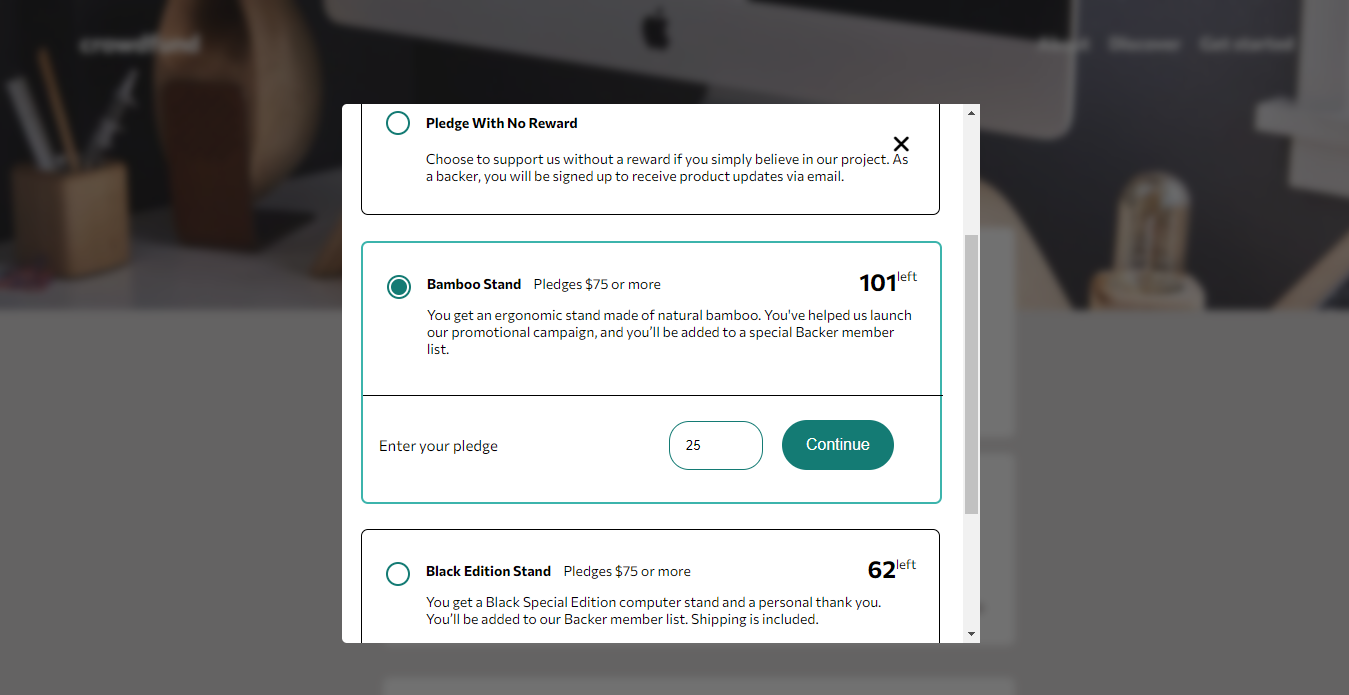 crowdfund
About Discover Get started
Pledge With No Reward
Choose to support us without a reward if you simply believe in our project. As
a backer, you will be signed up to receive product updates via email.
Bamboo Stand Pledges $75 or more 101 left
You get an ergonomic stand made of natural bamboo. You've helped us launch
our promotional campaign, and you’ll be added to a special Backer member
list.
Enter your pledge 25 Continue
Black Edition Stand Pledges $75 or more 62 left
You get a Black Special Edition computer stand and a personal thank you.
You’ll be added to our Backer member list. Shipping is included.